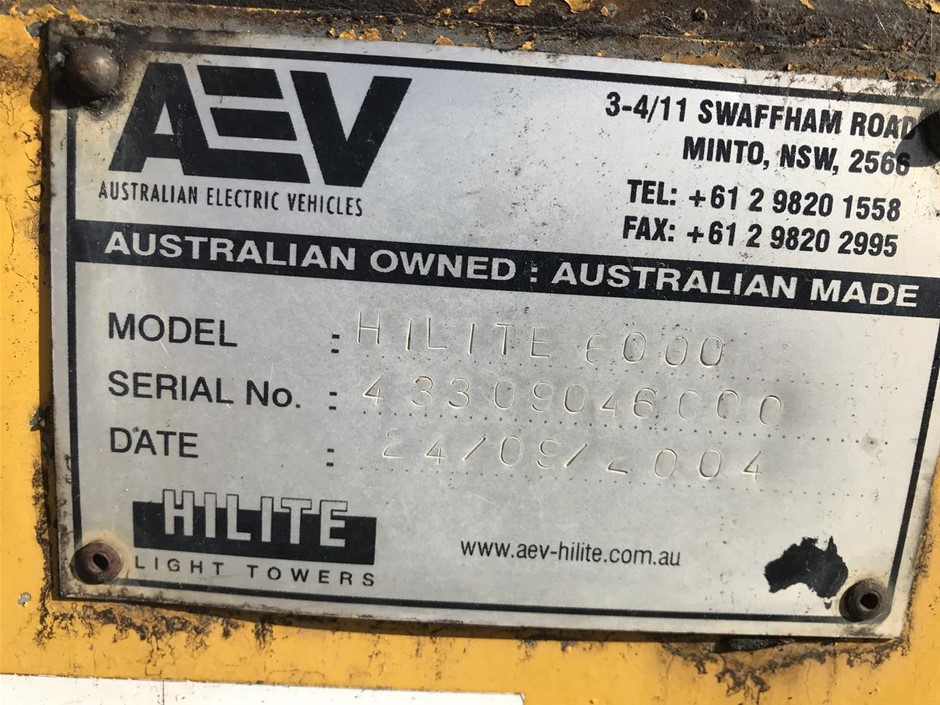 AEV
AUSTRALIAN ELECTRIC VEHICLES
3-4/11 SWAFFHAM ROAD
MINTO, NSW, 2566
TEL: +61 2 9820 1558
FAX: +61 2 9820 2995
AUSTRALIAN OWNED : AUSTRALIAN MADE
MODEL : HILITE 6000
SERIAL No. : 43309046000
DATE : 24/09/2004
HILITE
LIGHT TOWERS
www.aev-hilite.com.au